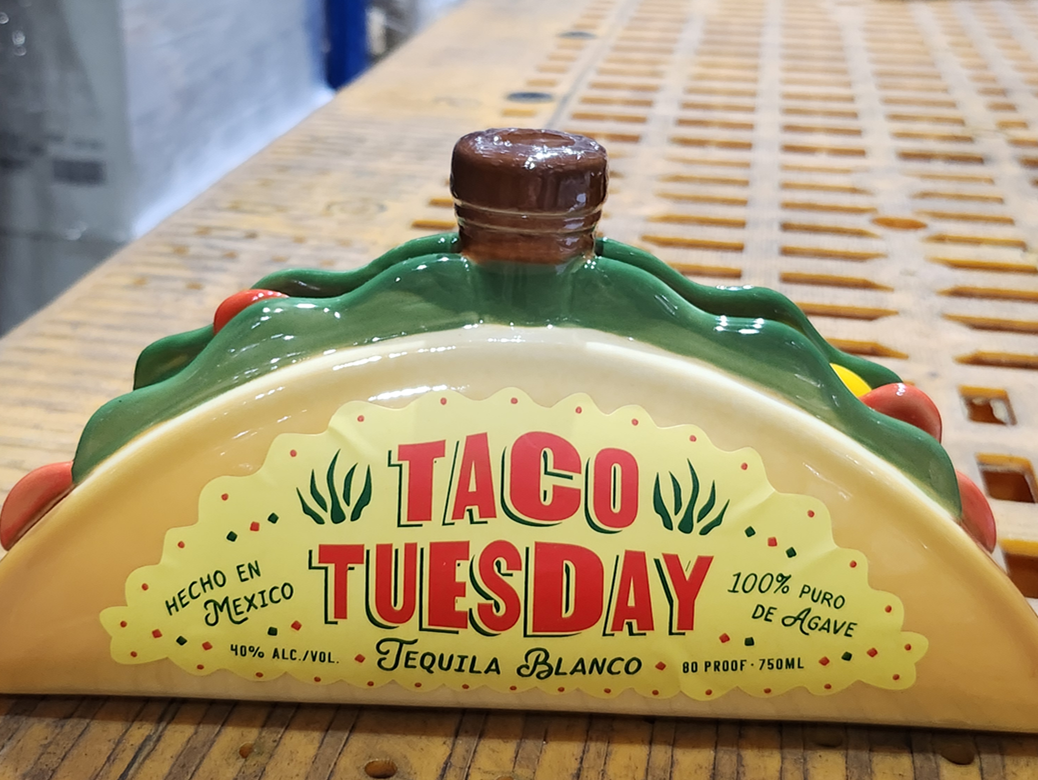 TACO
TUESDAY
HECHO EN
MEXICO
100% PURO
DE AGAVE
40% ALC./VOL.
TEQUILA BLANCO
80 PROOF · 750ML